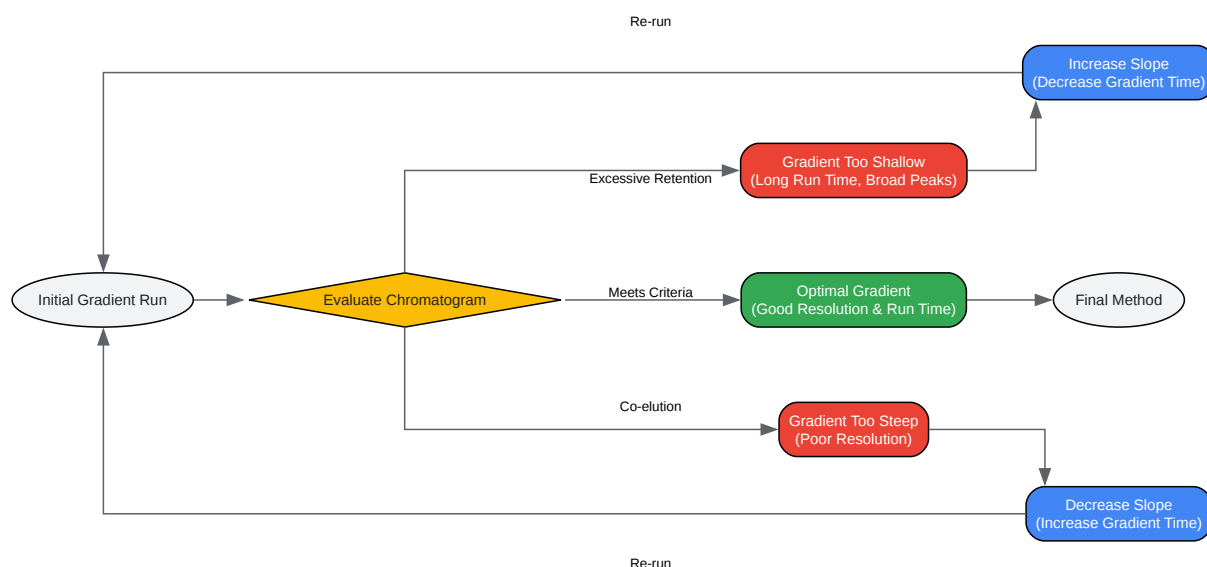 Re-run
Increase Slope
(Decrease Gradient Time)
Gradient Too Shallow
(Long Run Time, Broad Peaks)
Excessive Retention
Initial Gradient Run
Evaluate Chromatogram
Meets Criteria
Optimal Gradient
(Good Resolution & Run Time)
Final Method
Co-elution
Gradient Too Steep
(Poor Resolution)
Decrease Slope
(Increase Gradient Time)
Re-run